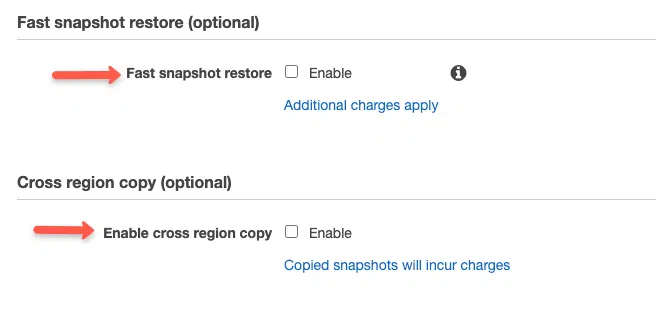 Fast snapshot restore (optional)
Fast snapshot restore Enable
Additional charges apply
Cross region copy (optional)
Enable cross region copy Enable
Copied snapshots will incur charges